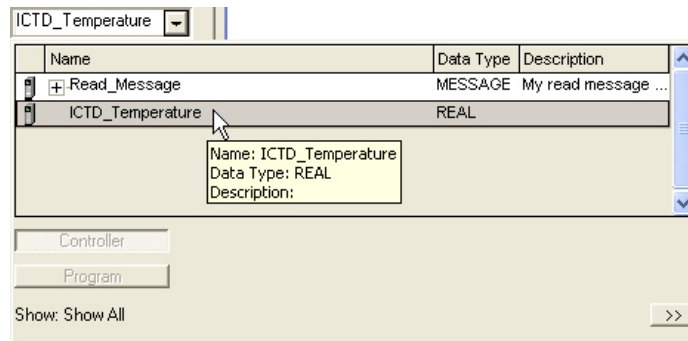 ICTD_Temperature
Name Data Type Description
Read_Message MESSAGE My read message ...
ICTD_Temperature REAL
Name: ICTD_Temperature
Data Type: REAL
Description:
Controller
Program
Show: Show All >>